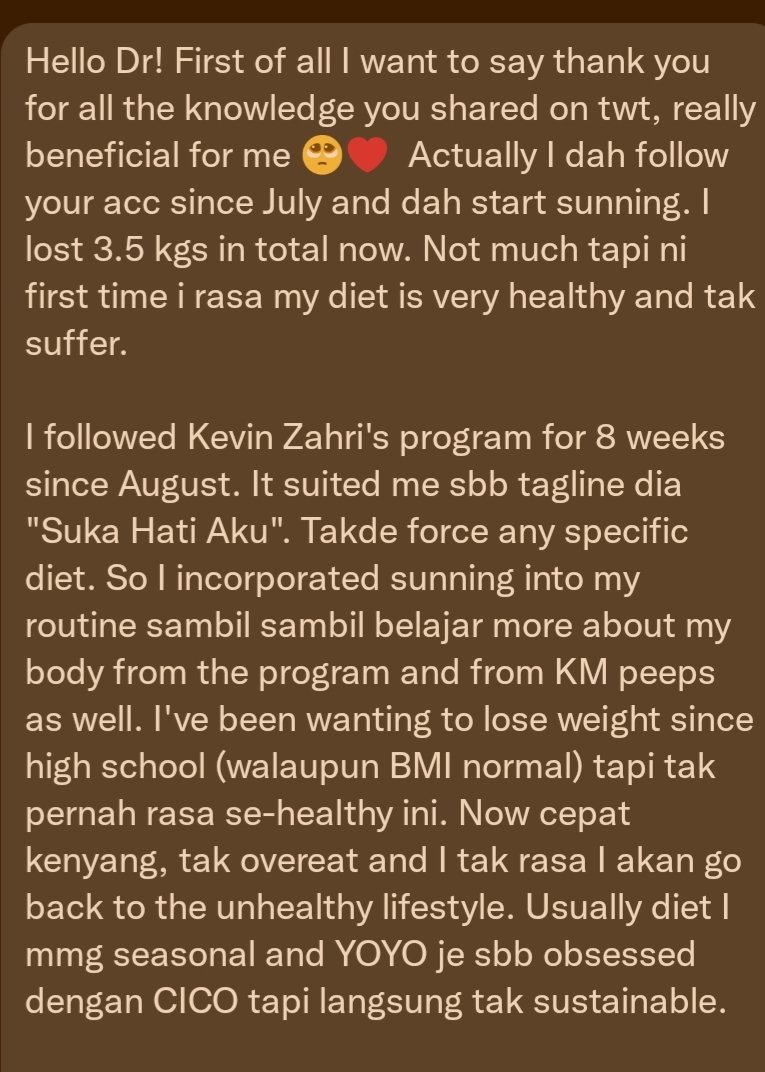 Hello Dr! First of all I want to say thank you
for all the knowledge you shared on twt, really
beneficial for me 🥺❤️ Actually I dah follow
your acc since July and dah start sunning. I
lost 3.5 kgs in total now. Not much tapi ni
first time i rasa my diet is very healthy and tak
suffer.
I followed Kevin Zahri's program for 8 weeks
since August. It suited me sbb tagline dia
"Suka Hati Aku". Takde force any specific
diet. So I incorporated sunning into my
routine sambil sambil belajar more about my
body from the program and from KM peeps
as well. I've been wanting to lose weight since
high school (walaupun BMI normal) tapi tak
pernah rasa se-healthy ini. Now cepat
kenyang, tak overeat and I tak rasa I akan go
back to the unhealthy lifestyle. Usually diet I
mmg seasonal and YOYO je sbb obsessed
dengan CICO tapi langsung tak sustainable.